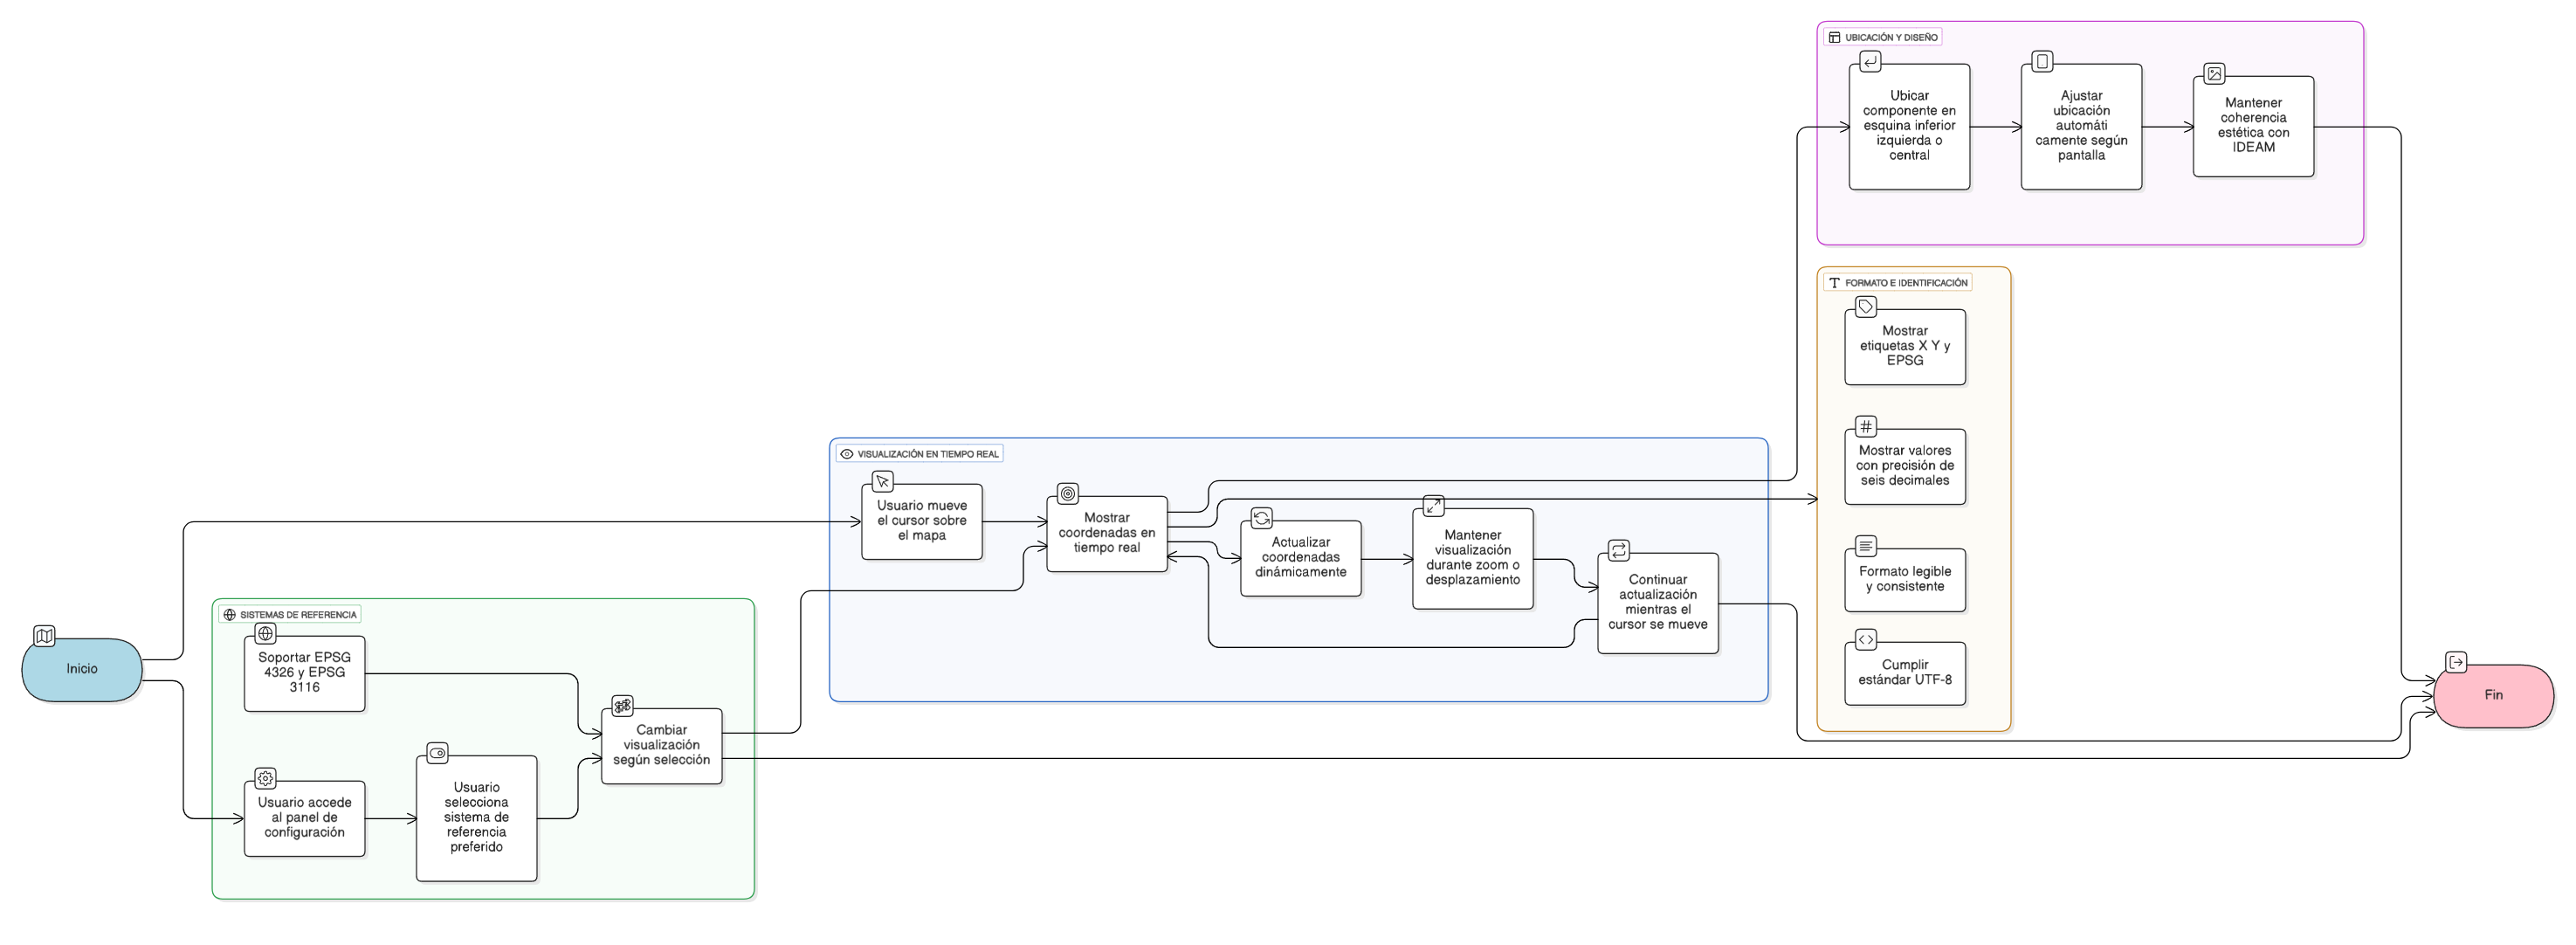 UBICACIÓN Y DISEÑO
Ubicar
componente en
esquina inferior
izquierda o
central
Ajustar
ubicación
automáti
camente según
pantalla
Mantener
coherencia
estética con
IDEAM
FORMATO E IDENTIFICACIÓN
Mostrar
etiquetas X Y y
EPSG
Mostrar valores
con precisión de
seis decimales
Formato legible
y consistente
Cumplir
estándar UTF-8
VISUALIZACIÓN EN TIEMPO REAL
Usuario mueve
el cursor sobre
el mapa
Mostrar
coordenadas en
tiempo real
Actualizar
coordenadas
dinámicamente
Mantener
visualización
durante zoom o
desplazamiento
Continuar
actualización
mientras el
cursor se mueve
Inicio
SISTEMAS DE REFERENCIA
Soportar EPSG
4326 y EPSG
3116
Usuario accede
al panel de
configuración
Usuario
selecciona
sistema de
referencia
preferido
Cambiar
visualización
según selección
Fin